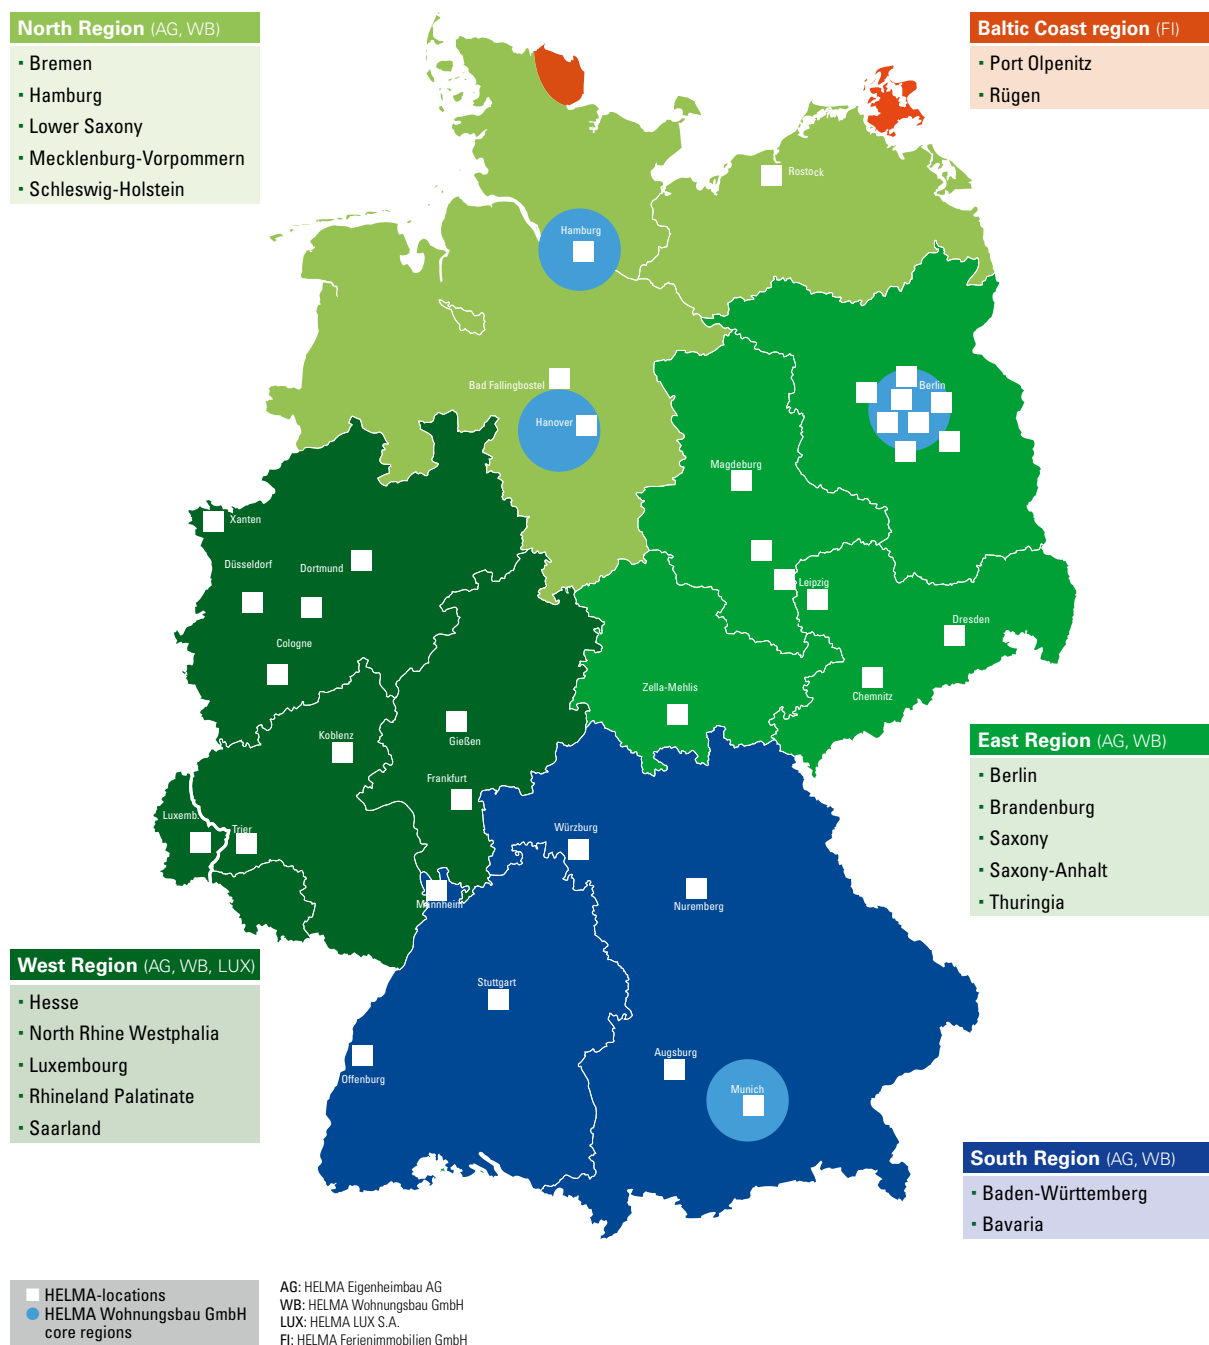 North Region (AG, WB)
▪ Bremen
▪ Hamburg
▪ Lower Saxony
▪ Mecklenburg-Vorpommern
▪ Schleswig-Holstein
Baltic Coast region (FI)
▪ Port Olpenitz
▪ Rügen
Rostock
Hamburg
Bad Fallingbostel
Berlin
Hanover
Magdeburg
Xanten
Düsseldorf
Dortmund
Leipzig
Dresden
Cologne
Zella-Mehlis
Chemnitz
Koblenz
Gießen
Frankfurt
Luxemb.
Trier
Würzburg
Mannheim
Nuremberg
Stuttgart
Augsburg
Offenburg
Munich
East Region (AG, WB)
▪ Berlin
▪ Brandenburg
▪ Saxony
▪ Saxony-Anhalt
▪ Thuringia
West Region (AG, WB, LUX)
▪ Hesse
▪ North Rhine Westphalia
▪ Luxembourg
▪ Rhineland Palatinate
▪ Saarland
South Region (AG, WB)
▪ Baden-Württemberg
▪ Bavaria
HELMA-locations
HELMA Wohnungsbau GmbH
core regions
AG: HELMA Eigenheimbau AG
WB: HELMA Wohnungsbau GmbH
LUX: HELMA LUX S.A.
FI: HELMA Ferienimmobilien GmbH